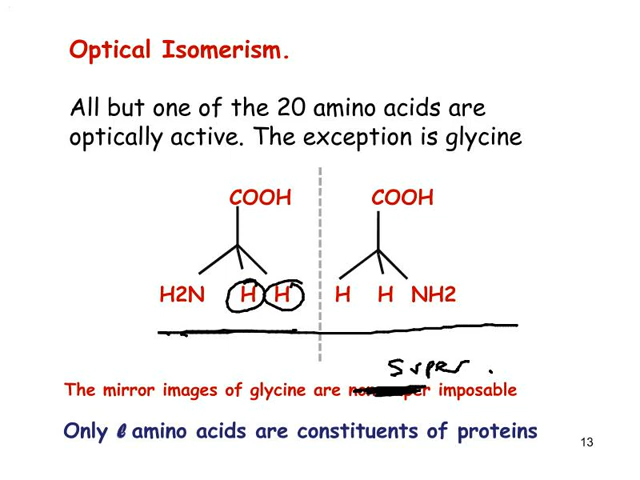 Optical Isomerism.
All but one of the 20 amino acids are
optically active. The exception is glycine
COOH COOH
H2N H H H H NH2
super.
The mirror images of glycine are imposable
Only l amino acids are constituents of proteins
13